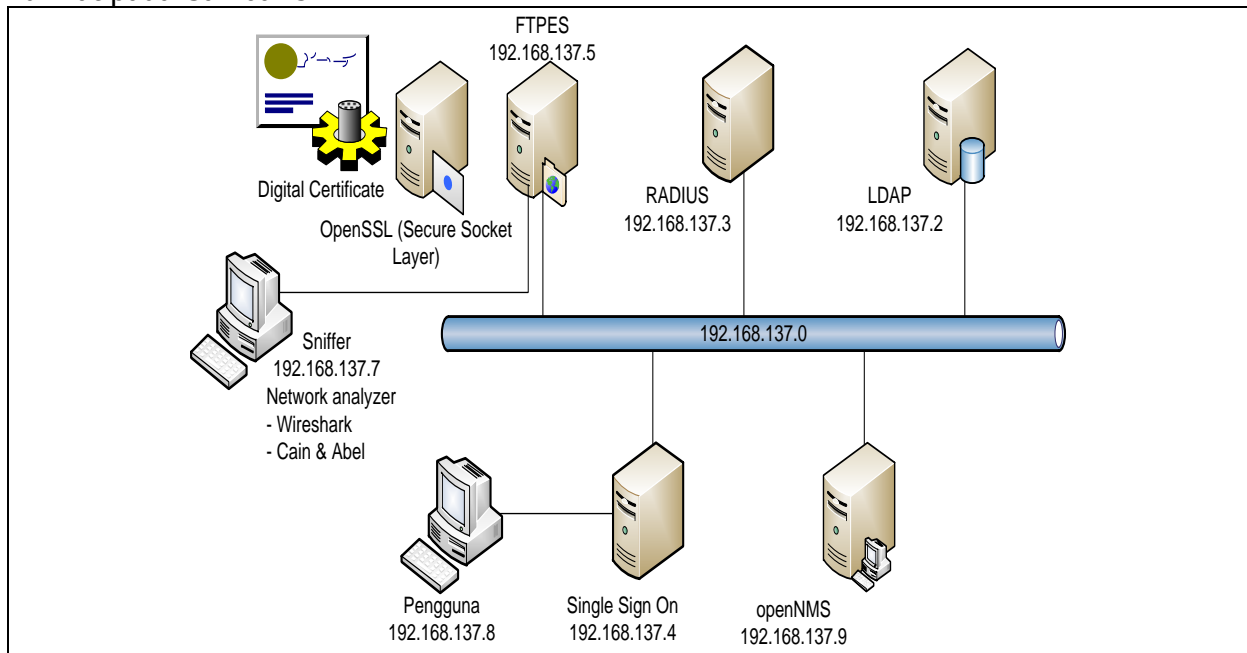 FTPES
192.168.137.5
Digital Certificate
OpenSSL (Secure Socket
Layer)
RADIUS
192.168.137.3
LDAP
192.168.137.2
192.168.137.0
Sniffer
192.168.137.7
Network analyzer
- Wireshark
- Cain & Abel
Pengguna
192.168.137.8
Single Sign On
192.168.137.4
openNMS
192.168.137.9